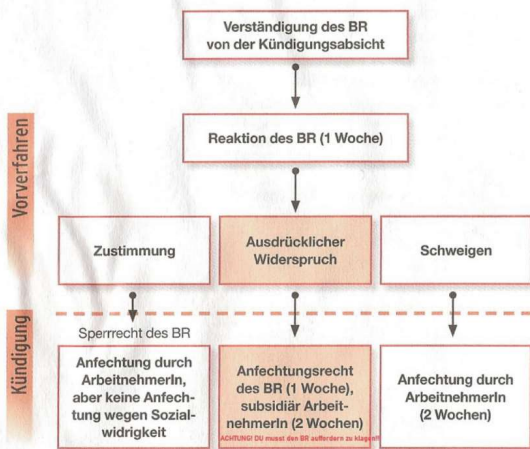 Verständigung des BR
von der Kündigungsabsicht
Reaktion des BR (1 Woche)
Vorverfahren
Zustimmung
Ausdrücklicher
Widerspruch
Schweigen
Kündigung
Sperrrecht des BR
Anfechtung durch
ArbeitnehmerIn,
aber keine Anfech-
tung wegen Sozial-
widrigkeit
Anfechtungsrecht
des BR (1 Woche),
subsidiär Arbeit-
nehmerIn (2 Wochen)
ACHTUNG! DU musst den BR auffordern zu klagen!!
Anfechtung durch
ArbeitnehmerIn
(2 Wochen)